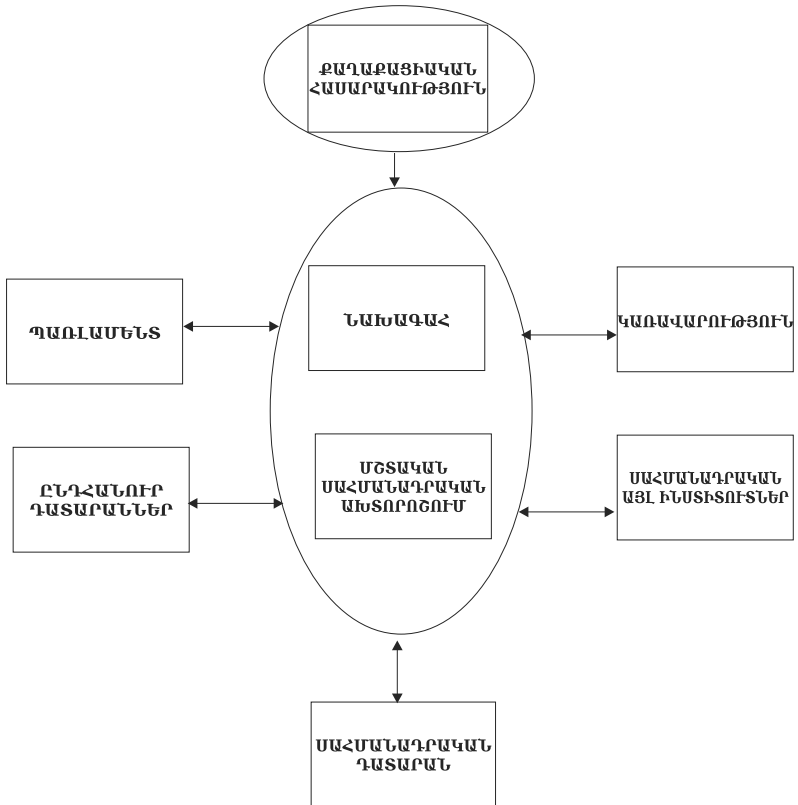 ՔԱՂԱՔԱՑԻԱԿԱՆ
ՀԱՍԱՐԱԿՈՒԹՅՈՒՆ
ՊԱՌԼԱՄԵՆՏ
ՆԱԽԱԳԱՀ
ԿԱՌԱՎԱՐՈՒԹՅՈՒՆ
ԸՆԴՀԱՆՈՒՐ
ԴԱՏԱՐԱՆՆԵՐ
ՄՇՏԱԿԱՆ
ՍԱՀՄԱՆԱԴՐԱԿԱՆ
ԱԽՏՈՐՈՇՈՒՄ
ՍԱՀՄԱՆԱԴՐԱԿԱՆ
ԱՅԼ ԻՆՍՏԻՏՈՒՏՆԵՐ
ՍԱՀՄԱՆԱԴՐԱԿԱՆ
ԴԱՏԱՐԱՆ